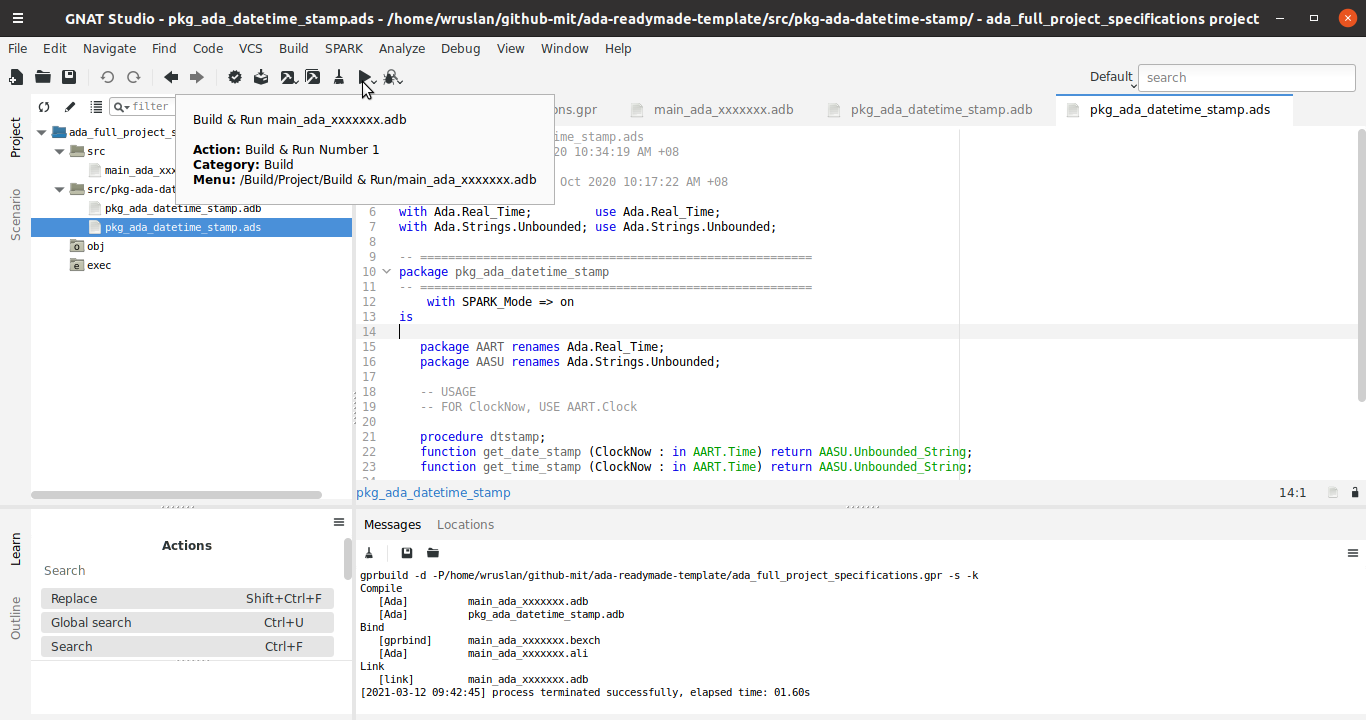 GNAT Studio - pkg_ada_datetime_stamp.ads - /home/wruslan/github-mit/ada-readymade-template/src/pkg-ada-datetime-stamp/ - ada_full_project_specifications project
File Edit Navigate Find Code VCS Build SPARK Analyze Debug View Window Help
Default
search
Project
Scenario
filter
ada_full_project_s
src
main_ada_xxx
src/pkg-ada-dat
pkg_ada_datetime_stamp.adb
pkg_ada_datetime_stamp.ads
obj
exec
Build & Run main_ada_xxxxxxx.adb
Action: Build & Run Number 1
Category: Build
Menu: /Build/Project/Build & Run/main_ada_xxxxxxx.adb
ons.gpr main_ada_xxxxxxx.adb pkg_ada_datetime_stamp.adb pkg_ada_datetime_stamp.ads
ime_stamp.ads
20 10:34:19 AM +08
Oct 2020 10:17:22 AM +08
6 with Ada.Real_Time; use Ada.Real_Time;
7 with Ada.Strings.Unbounded; use Ada.Strings.Unbounded;
8
9 -- ========================================================
10 package pkg_ada_datetime_stamp
11 -- ========================================================
12 with SPARK_Mode => on
13 is
14
15 package AART renames Ada.Real_Time;
16 package AASU renames Ada.Strings.Unbounded;
17
18 -- USAGE
19 -- FOR ClockNow, USE AART.Clock
20
21 procedure dtstamp;
22 function get_date_stamp (ClockNow : in AART.Time) return AASU.Unbounded_String;
23 function get_time_stamp (ClockNow : in AART.Time) return AASU.Unbounded_String;
pkg_ada_datetime_stamp 14:1
Learn
Outline
Actions
Search
Replace Shift+Ctrl+F
Global search Ctrl+U
Search Ctrl+F
Messages Locations
gprbuild -d -P/home/wruslan/github-mit/ada-readymade-template/ada_full_project_specifications.gpr -s -k
Compile
[Ada] main_ada_xxxxxxx.adb
[Ada] pkg_ada_datetime_stamp.adb
Bind
[gprbind] main_ada_xxxxxxx.bexch
[Ada] main_ada_xxxxxxx.ali
Link
[link] main_ada_xxxxxxx.adb
[2021-03-12 09:42:45] process terminated successfully, elapsed time: 01.60s